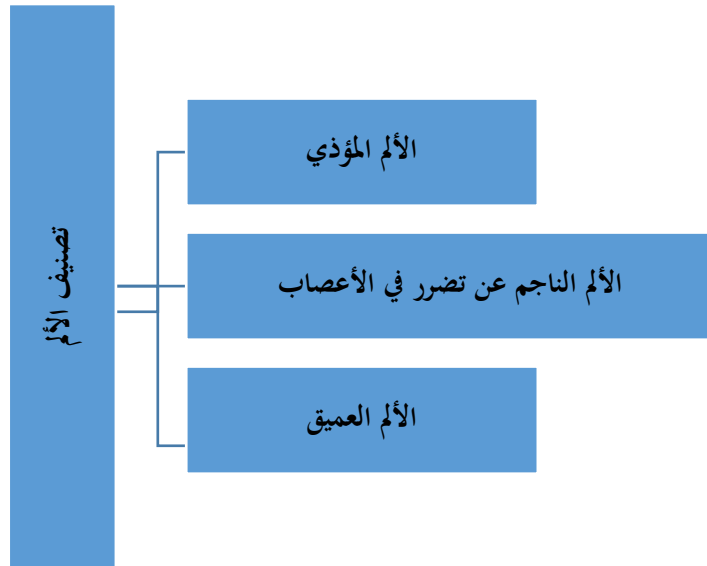 تصنيف الألم
الألم المؤذي
الألم الناجم عن تضرر في الأعصاب
الألم العميق